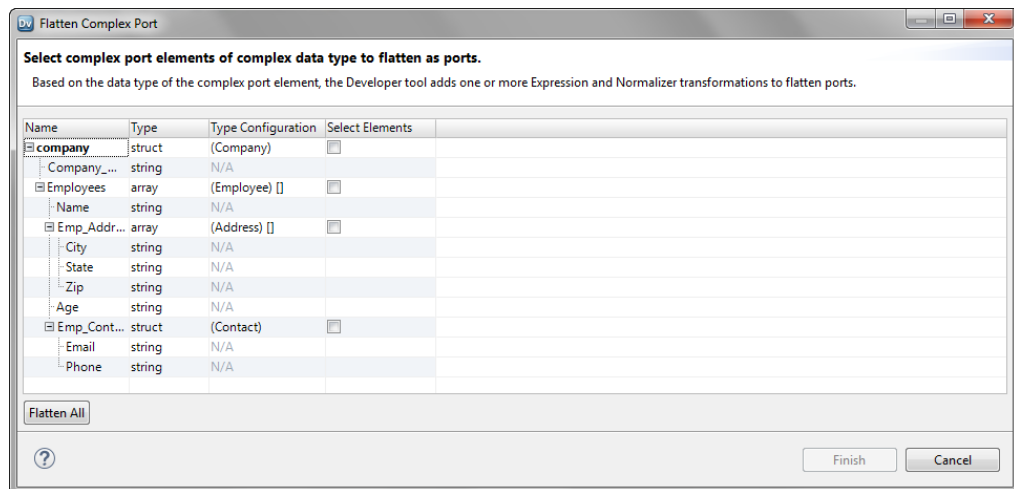 Dv Flatten Complex Port
Select complex port elements of complex data type to flatten as ports.
Based on the data type of the complex port element, the Developer tool adds one or more Expression and Normalizer transformations to flatten ports.
Name Type Type Configuration Select Elements
company struct (Company)
Company_... string N/A
Employees array (Employee) []
Name string N/A
Emp_Addr... array (Address) []
City string N/A
State string N/A
Zip string N/A
Age string N/A
Emp_Cont... struct (Contact)
Email string N/A
Phone string N/A
Flatten All
? Finish Cancel